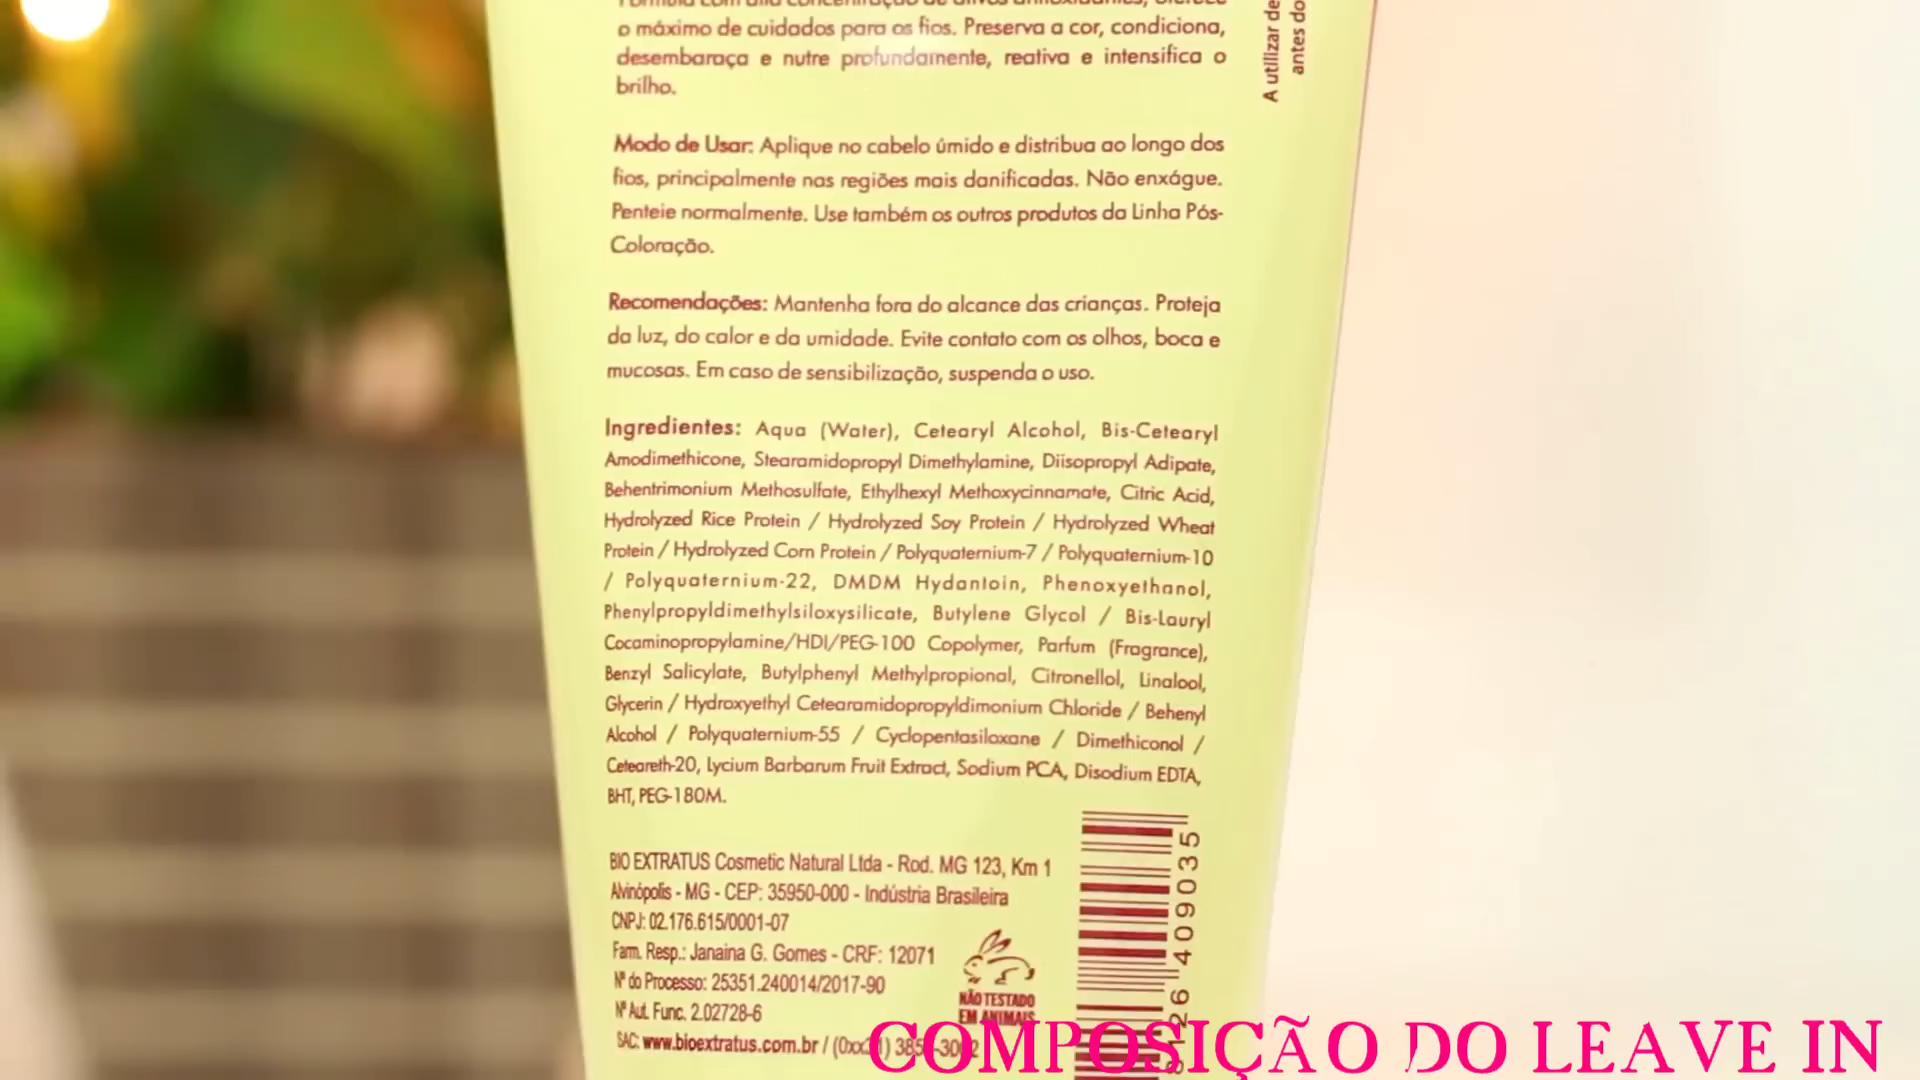 Fórmula com alta concentração de ativos antioxidantes, oferece
o máximo de cuidados para os fios. Preserva a cor, condiciona,
desembaraça e nutre profundamente, reativa e intensifica o
brilho.
Modo de Usar: Aplique no cabelo úmido e distribua ao longo dos
fios, principalmente nas regiões mais danificadas. Não enxágue.
Penteie normalmente. Use também os outros produtos da Linha Pós-
Coloração.
Recomendações: Mantenha fora do alcance das crianças. Proteja
da luz, do calor e da umidade. Evite contato com os olhos, boca e
mucosas. Em caso de sensibilização, suspenda o uso.
Ingredientes: Aqua (Water), Cetearyl Alcohol, Bis-Cetearyl
Amodimethicone, Stearamidopropyl Dimethylamine, Diisopropyl Adipate,
Behentrimonium Methosulfate, Ethylhexyl Methoxycinnamate, Citric Acid,
Hydrolyzed Rice Protein / Hydrolyzed Soy Protein / Hydrolyzed Wheat
Protein / Hydrolyzed Corn Protein / Polyquaternium-7 / Polyquaternium-10
/ Polyquaternium-22, DMDM Hydantoin, Phenoxyethanol,
Phenylpropyldimethylsiloxysilicate, Butylene Glycol / Bis-Lauryl
Cocaminopropylamine/HDI/PEG-100 Copolymer, Parfum (Fragrance),
Benzyl Salicylate, Butylphenyl Methylpropional, Citronellol, Linalool,
Glycerin / Hydroxyethyl Cetearamidopropyldimonium Chloride / Behenyl
Alcohol / Polyquaternium-55 / Cyclopentasiloxane / Dimethiconol /
Ceteareth-20, Lycium Barbarum Fruit Extract, Sodium PCA, Disodium EDTA,
BHT, PEG-180M.
BIO EXTRATUS Cosmetic Natural Ltda - Rod. MG 123, Km 1
Alvinópolis - MG - CEP: 35950-000 - Indústria Brasileira
CNPJ: 02.176.615/0001-07
Farm. Resp.: Janaina G. Gomes - CRF: 12071
Nº do Processo: 25351.240014/2017-90
Nº Aut. Func. 2.02728-6
SAC: www.bioextratus.com.br /
NÃO TESTADO
EM ANIMAIS
A utilizar de
antes do
8126 409035
COMPOSIÇÃO DO LEAVE IN